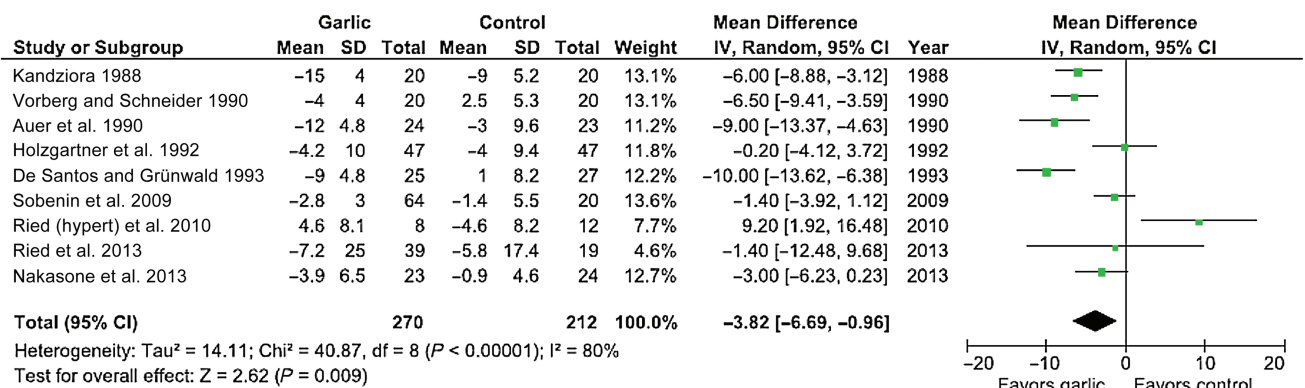 Garlic Control Mean Difference Mean Difference
Study or Subgroup Mean SD Total Mean SD Total Weight IV, Random, 95% CI Year IV, Random, 95% CI
Kandziora 1988 −15 4 20 −9 5.2 20 13.1% −6.00 [−8.88, −3.12] 1988
Vorberg and Schneider 1990 −4 4 20 2.5 5.3 20 13.1% −6.50 [−9.41, −3.59] 1990
Auer et al. 1990 −12 4.8 24 −3 9.6 23 11.2% −9.00 [−13.37, −4.63] 1990
Holzgartner et al. 1992 −4.2 10 47 −4 9.4 47 11.8% −0.20 [−4.12, 3.72] 1992
De Santos and Grünwald 1993 −9 4.8 25 1 8.2 27 12.2% −10.00 [−13.62, −6.38] 1993
Sobenin et al. 2009 −2.8 3 64 −1.4 5.5 20 13.6% −1.40 [−3.92, 1.12] 2009
Ried (hypert) et al. 2010 4.6 8.1 8 −4.6 8.2 12 7.7% 9.20 [1.92, 16.48] 2010
Ried et al. 2013 −7.2 25 39 −5.8 17.4 19 4.6% −1.40 [−12.48, 9.68] 2013
Nakasone et al. 2013 −3.9 6.5 23 −0.9 4.6 24 12.7% −3.00 [−6.23, 0.23] 2013
Total (95% CI) 270 212 100.0% −3.82 [−6.69, −0.96]
Heterogeneity: Tau² = 14.11; Chi² = 40.87, df = 8 (P < 0.00001); I² = 80%
Test for overall effect: Z = 2.62 (P = 0.009)
−20 −10 0 10 20
Favors garlic Favors control